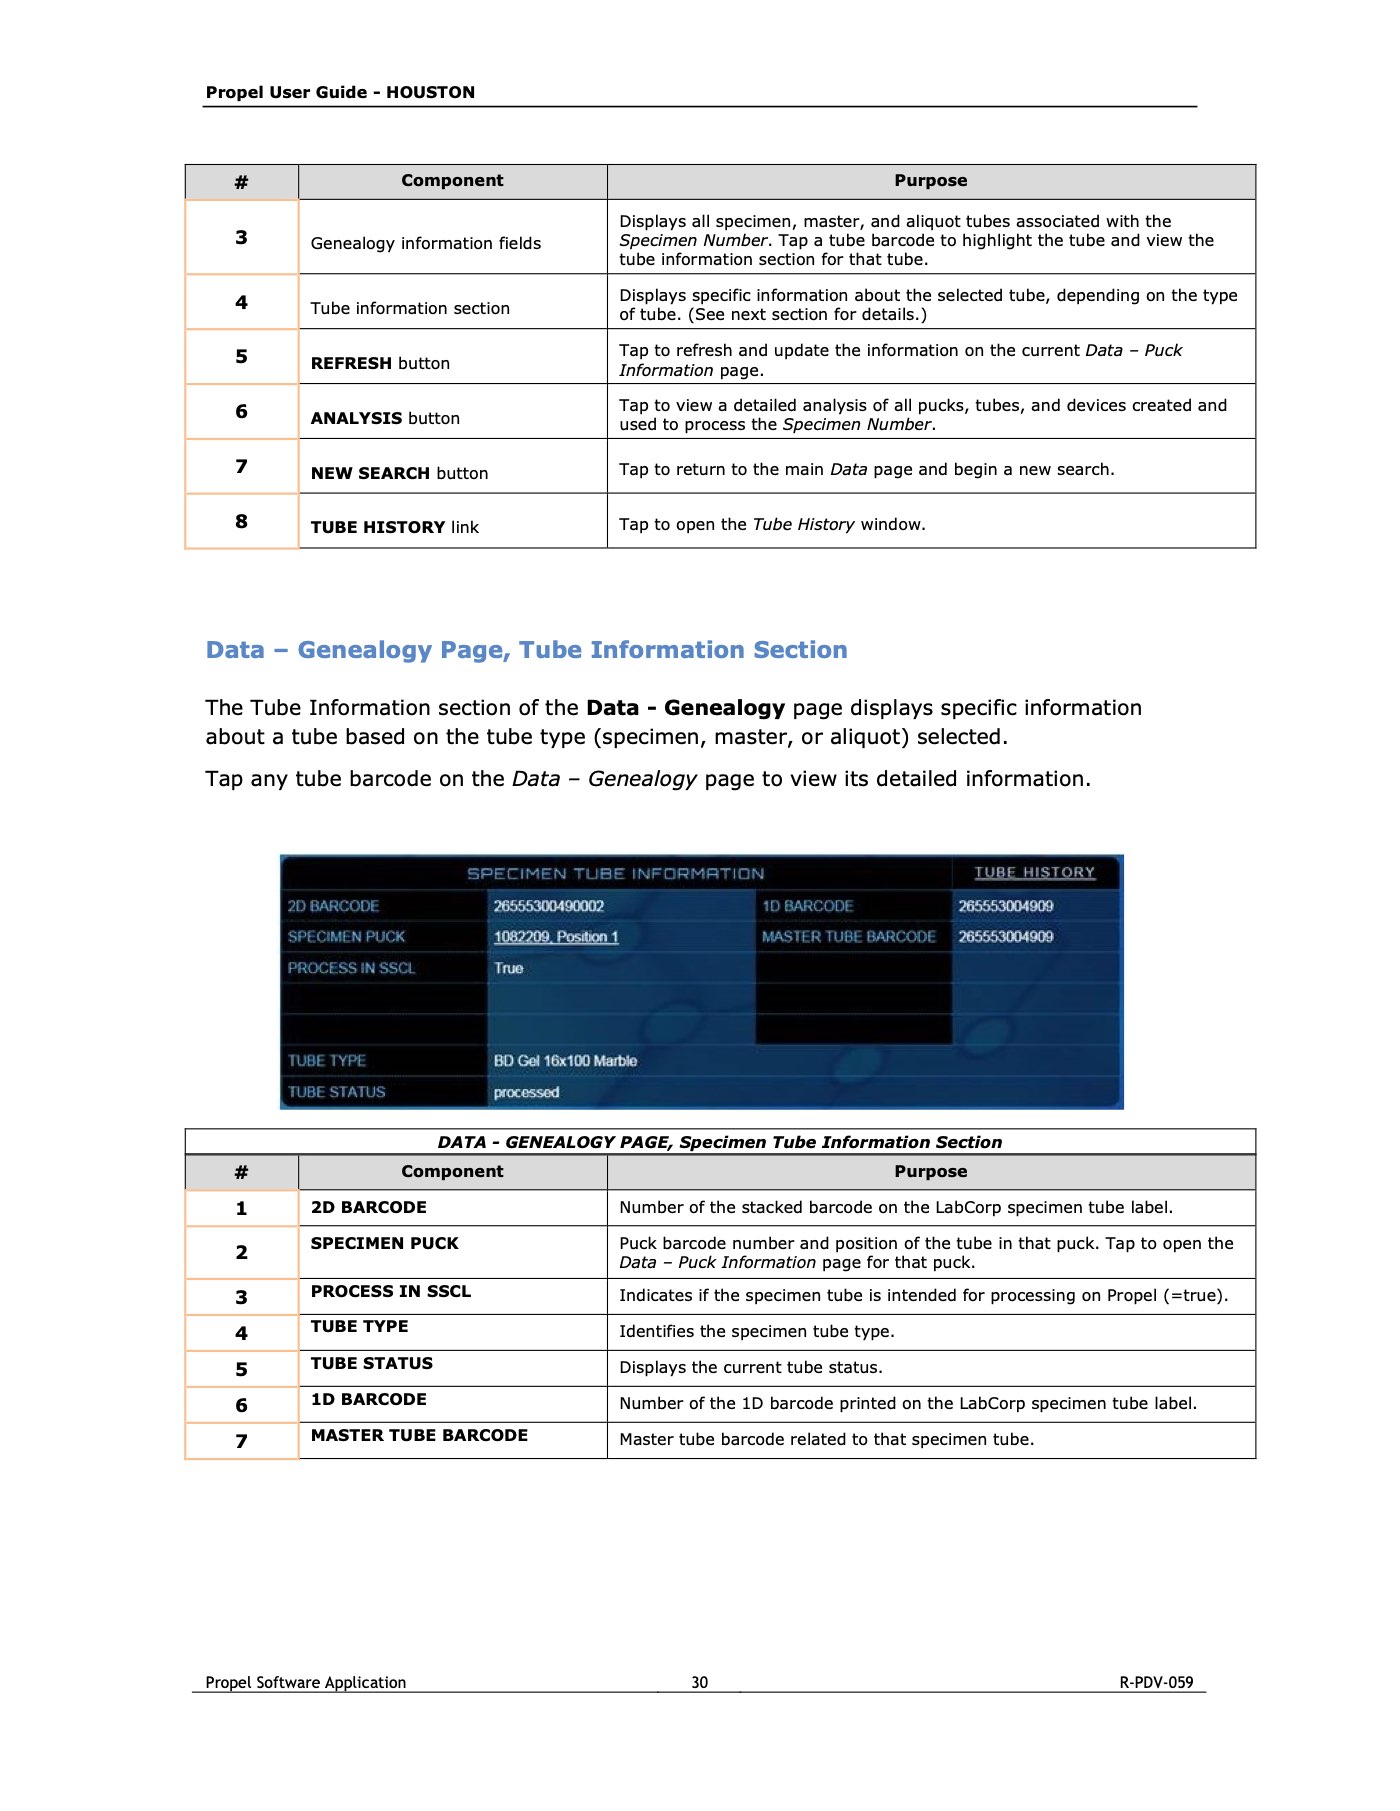 Propel User Guide - HOUSTON
# Component Purpose
3 Genealogy information fields Displays all specimen, master, and aliquot tubes associated with the
Specimen Number. Tap a tube barcode to highlight the tube and view the
tube information section for that tube.
4 Tube information section Displays specific information about the selected tube, depending on the type
of tube. (See next section for details.)
5 REFRESH button Tap to refresh and update the information on the current Data – Puck
Information page.
6 ANALYSIS button Tap to view a detailed analysis of all pucks, tubes, and devices created and
used to process the Specimen Number.
7 NEW SEARCH button Tap to return to the main Data page and begin a new search.
8 TUBE HISTORY link Tap to open the Tube History window.
Data – Genealogy Page, Tube Information Section
The Tube Information section of the Data - Genealogy page displays specific information
about a tube based on the tube type (specimen, master, or aliquot) selected.
Tap any tube barcode on the Data – Genealogy page to view its detailed information.
SPECIMEN TUBE INFORMATION TUBE HISTORY
2D BARCODE 26555300490002 1D BARCODE 265553004909
SPECIMEN PUCK 1082209, Position 1 MASTER TUBE BARCODE 265553004909
PROCESS IN SSCL True
TUBE TYPE BD Gel 16x100 Marble
TUBE STATUS processed
DATA - GENEALOGY PAGE, Specimen Tube Information Section
# Component Purpose
1 2D BARCODE Number of the stacked barcode on the LabCorp specimen tube label.
2 SPECIMEN PUCK Puck barcode number and position of the tube in that puck. Tap to open the
Data – Puck Information page for that puck.
3 PROCESS IN SSCL Indicates if the specimen tube is intended for processing on Propel (=true).
4 TUBE TYPE Identifies the specimen tube type.
5 TUBE STATUS Displays the current tube status.
6 1D BARCODE Number of the 1D barcode printed on the LabCorp specimen tube label.
7 MASTER TUBE BARCODE Master tube barcode related to that specimen tube.
Propel Software Application 30 R-PDV-059